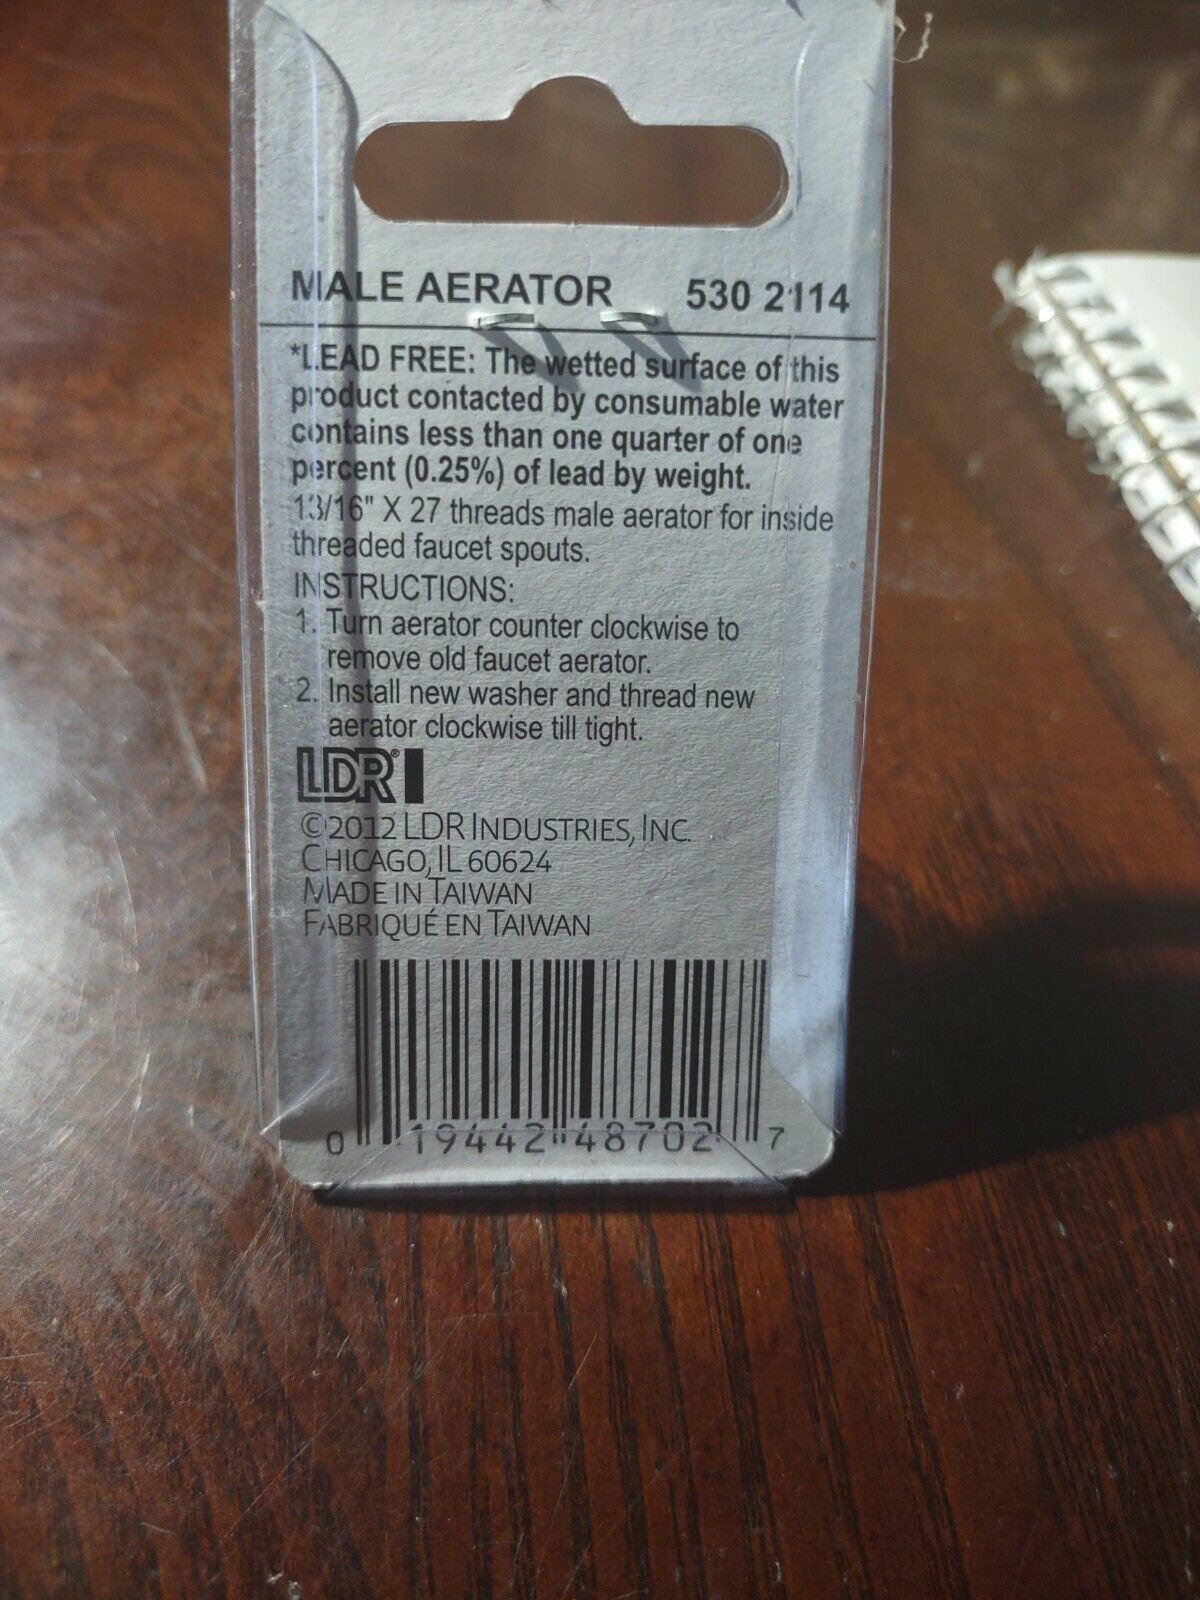 MALE AERATOR 530 2114
*LEAD FREE: The wetted surface of this
product contacted by consumable water
contains less than one quarter of one
percent (0.25%) of lead by weight.
13/16" X 27 threads male aerator for inside
threaded faucet spouts.
INSTRUCTIONS:
1. Turn aerator counter clockwise to
remove old faucet aerator.
2. Install new washer and thread new
aerator clockwise till tight.
LDR®
©2012 LDR INDUSTRIES, INC.
CHICAGO, IL 60624
MADE IN TAIWAN
FABRIQUÉ EN TAIWAN
0 19442 48702 7